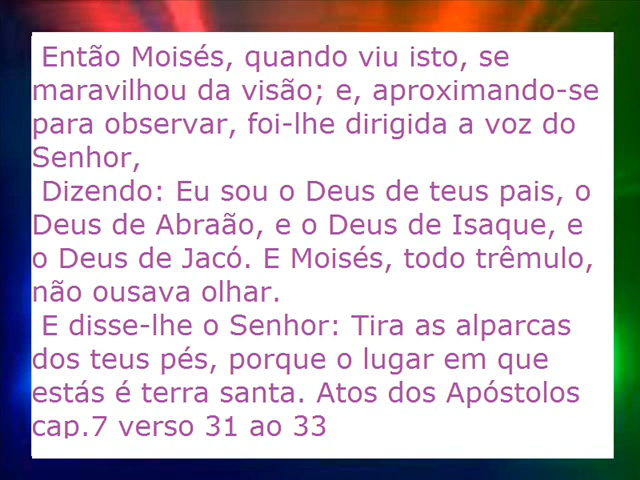 Então Moisés, quando viu isto, se
maravilhou da visão; e, aproximando-se
para observar, foi-lhe dirigida a voz do
Senhor,
Dizendo: Eu sou o Deus de teus pais, o
Deus de Abraão, e o Deus de Isaque, e
o Deus de Jacó. E Moisés, todo trêmulo,
não ousava olhar.
E disse-lhe o Senhor: Tira as alparcas
dos teus pés, porque o lugar em que
estás é terra santa. Atos dos Apóstolos
cap.7 verso 31 ao 33